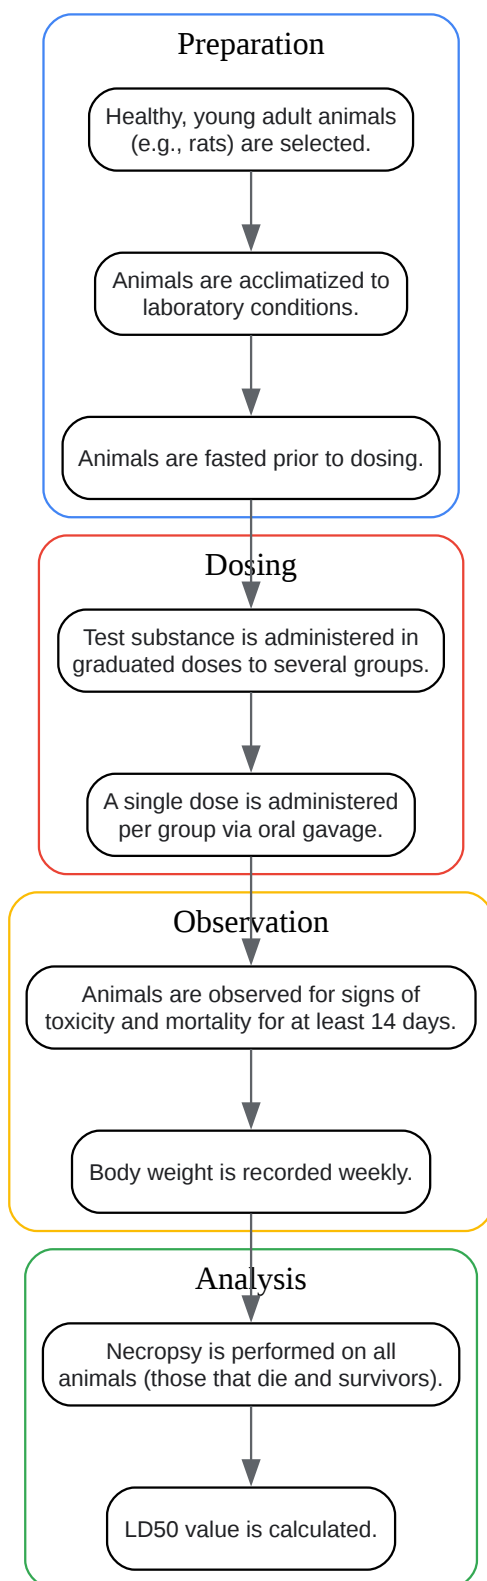 Preparation
Healthy, young adult animals
(e.g., rats) are selected.
Animals are acclimatized to
laboratory conditions.
Animals are fasted prior to dosing.
Dosing
Test substance is administered in
graduated doses to several groups.
A single dose is administered
per group via oral gavage.
Observation
Animals are observed for signs of
toxicity and mortality for at least 14 days.
Body weight is recorded weekly.
Analysis
Necropsy is performed on all
animals (those that die and survivors).
LD50 value is calculated.